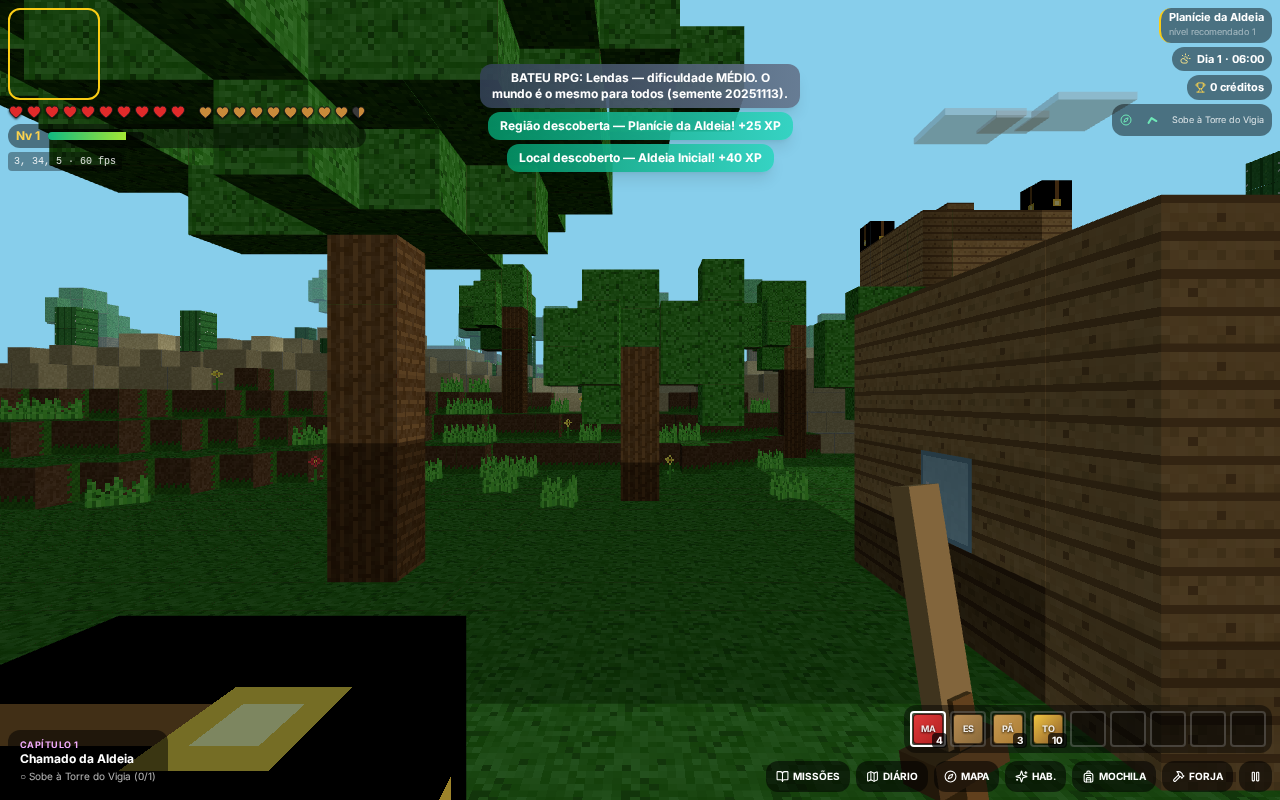 Planície da Aldeia
nível recomendado 1
Dia 1 · 06:00
0 créditos
Sobe à Torre do Vigia
BATEU RPG: Lendas — dificuldade MÉDIO. O
mundo é o mesmo para todos (semente 20251113).
Região descoberta — Planície da Aldeia! +25 XP
Local descoberto — Aldeia Inicial! +40 XP
Nv 1
3, 34, 5 · 60 fps
CAPÍTULO 1
Chamado da Aldeia
○ Sobe à Torre do Vigia (0/1)
MA 4
ES
PÃ 3
TO 10
MISSÕES
DIÁRIO
MAPA
HAB.
MOCHILA
FORJA